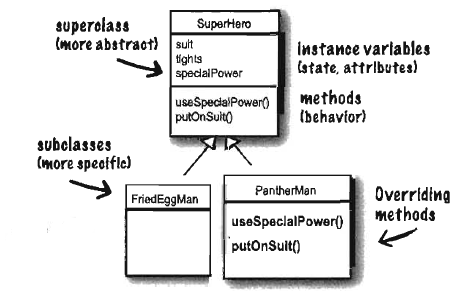 superclass
(more abstract)
SuperHero
suit
tights
specialPower
useSpecialPower()
putOnSuit()
instance variables
(state, attributes)
methods
(behavior)
subclasses
(more specific)
FriedEggMan
PantherMan
useSpecialPower()
putOnSuit()
Overriding
methods